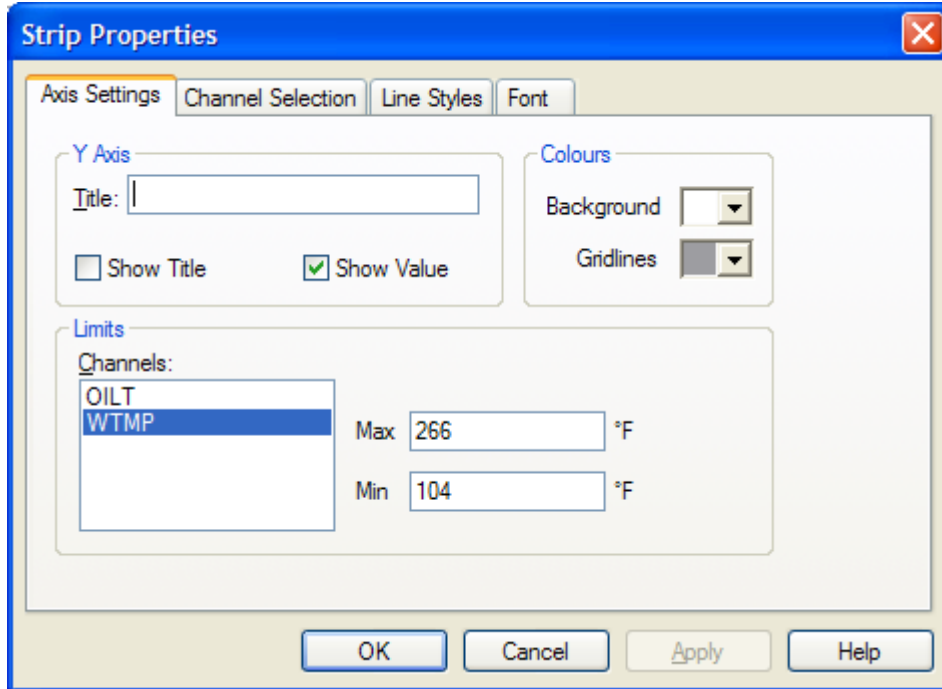 Strip Properties
Axis Settings Channel Selection Line Styles Font
Y Axis
Title:
Show Title Show Value
Colours
Background
Gridlines
Limits
Channels:
OILT
WTMP
Max 266 °F
Min 104 °F
OK Cancel Apply Help